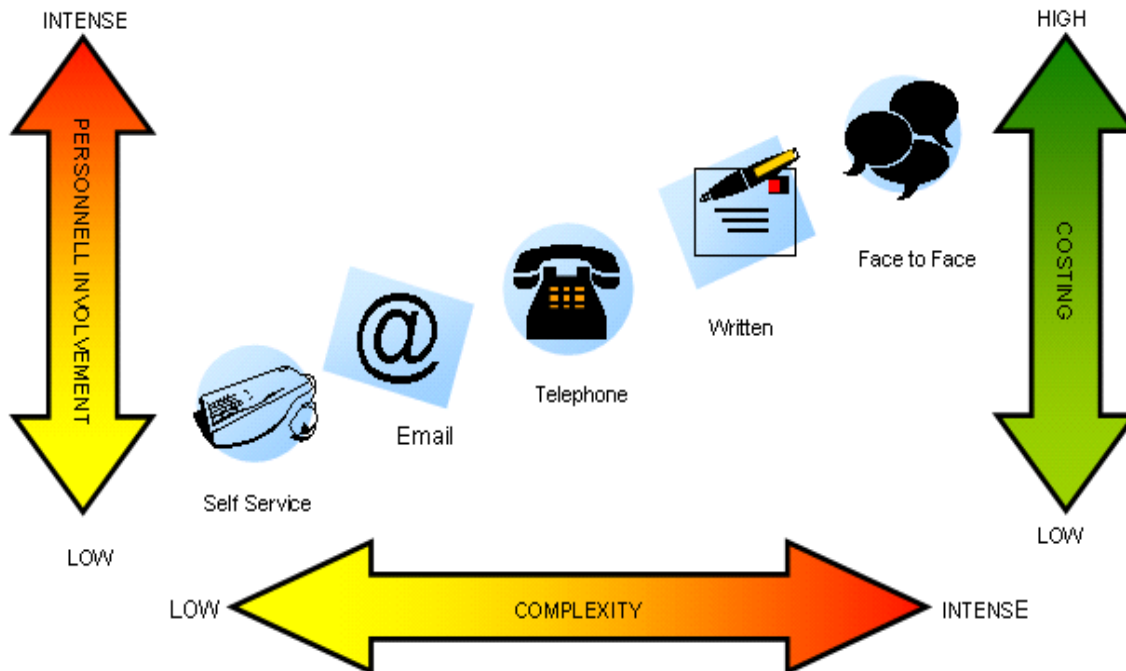 INTENSE
HIGH
PERSONNELL INVOLVEMENT
COSTING
Face to Face
Written
Telephone
@
Email
Self Service
LOW
LOW
LOW
COMPLEXITY
INTENSE